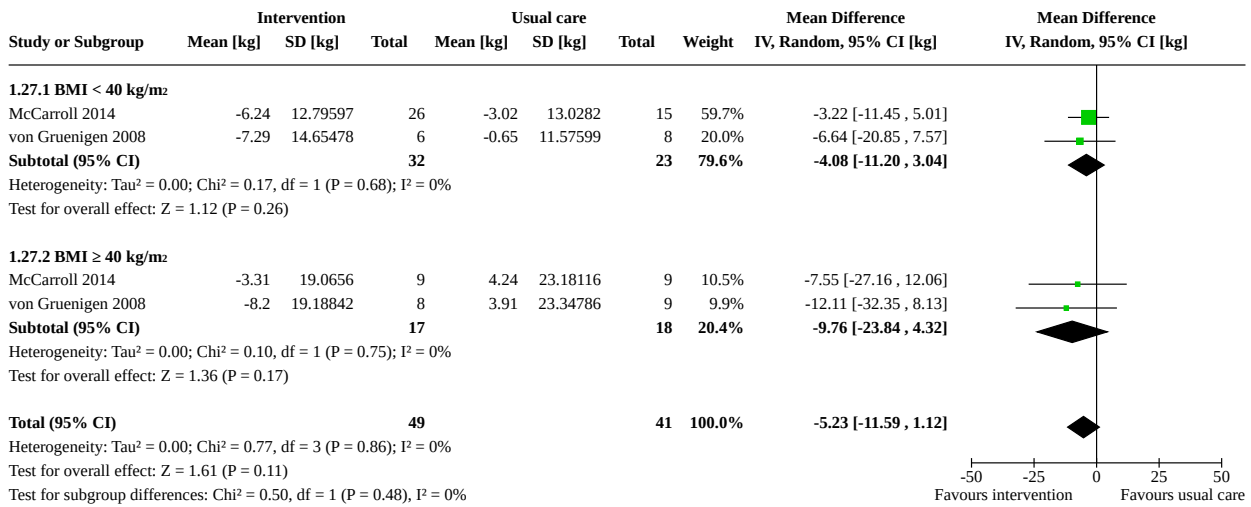 Intervention Usual care Mean Difference Mean Difference
Study or Subgroup Mean [kg] SD [kg] Total Mean [kg] SD [kg] Total Weight IV, Random, 95% CI [kg] IV, Random, 95% CI [kg]
1.27.1 BMI < 40 kg/m²
McCarroll 2014 -6.24 12.79597 26 -3.02 13.0282 15 59.7% -3.22 [-11.45 , 5.01]
von Gruenigen 2008 -7.29 14.65478 6 -0.65 11.57599 8 20.0% -6.64 [-20.85 , 7.57]
Subtotal (95% CI) 32 23 79.6% -4.08 [-11.20 , 3.04]
Heterogeneity: Tau² = 0.00; Chi² = 0.17, df = 1 (P = 0.68); I² = 0%
Test for overall effect: Z = 1.12 (P = 0.26)
1.27.2 BMI ≥ 40 kg/m²
McCarroll 2014 -3.31 19.0656 9 4.24 23.18116 9 10.5% -7.55 [-27.16 , 12.06]
von Gruenigen 2008 -8.2 19.18842 8 3.91 23.34786 9 9.9% -12.11 [-32.35 , 8.13]
Subtotal (95% CI) 17 18 20.4% -9.76 [-23.84 , 4.32]
Heterogeneity: Tau² = 0.00; Chi² = 0.10, df = 1 (P = 0.75); I² = 0%
Test for overall effect: Z = 1.36 (P = 0.17)
Total (95% CI) 49 41 100.0% -5.23 [-11.59 , 1.12]
Heterogeneity: Tau² = 0.00; Chi² = 0.77, df = 3 (P = 0.86); I² = 0%
Test for overall effect: Z = 1.61 (P = 0.11)
Test for subgroup differences: Chi² = 0.50, df = 1 (P = 0.48), I² = 0%
-50 -25 0 25 50
Favours intervention Favours usual care